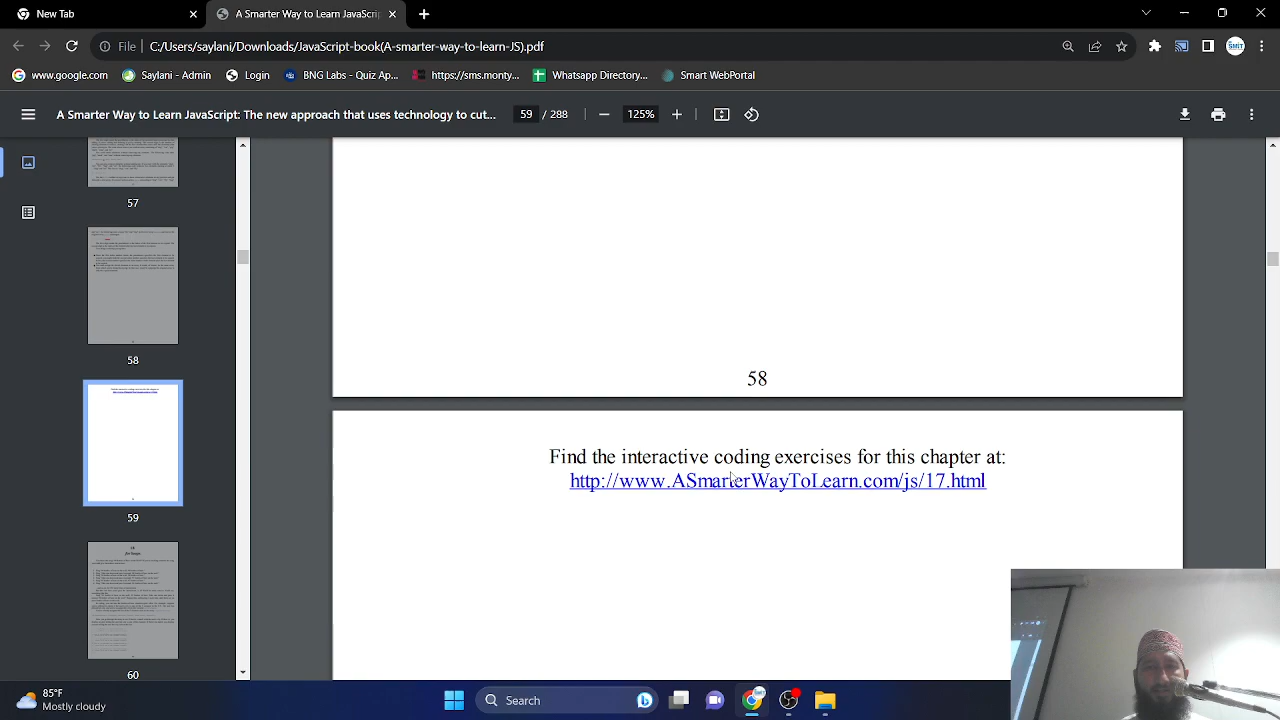 New Tab
A Smarter Way to Learn JavaScrip
File
C:/Users/saylani/Downloads/JavaScript-book(A-smarter-way-to-learn-JS).pdf
SMIT
www.google.com
Saylani - Admin
Login
BNG Labs - Quiz Ap...
https://sms.monty...
Whatsapp Directory...
Smit WebPortal
A Smarter Way to Learn JavaScript: The new approach that uses technology to cut...
59 / 288
125%
57
58
59
60
58
Find the interactive coding exercises for this chapter at:
http://www.ASmarterWayToLearn.com/js/17.html
85°F
Mostly cloudy
Search